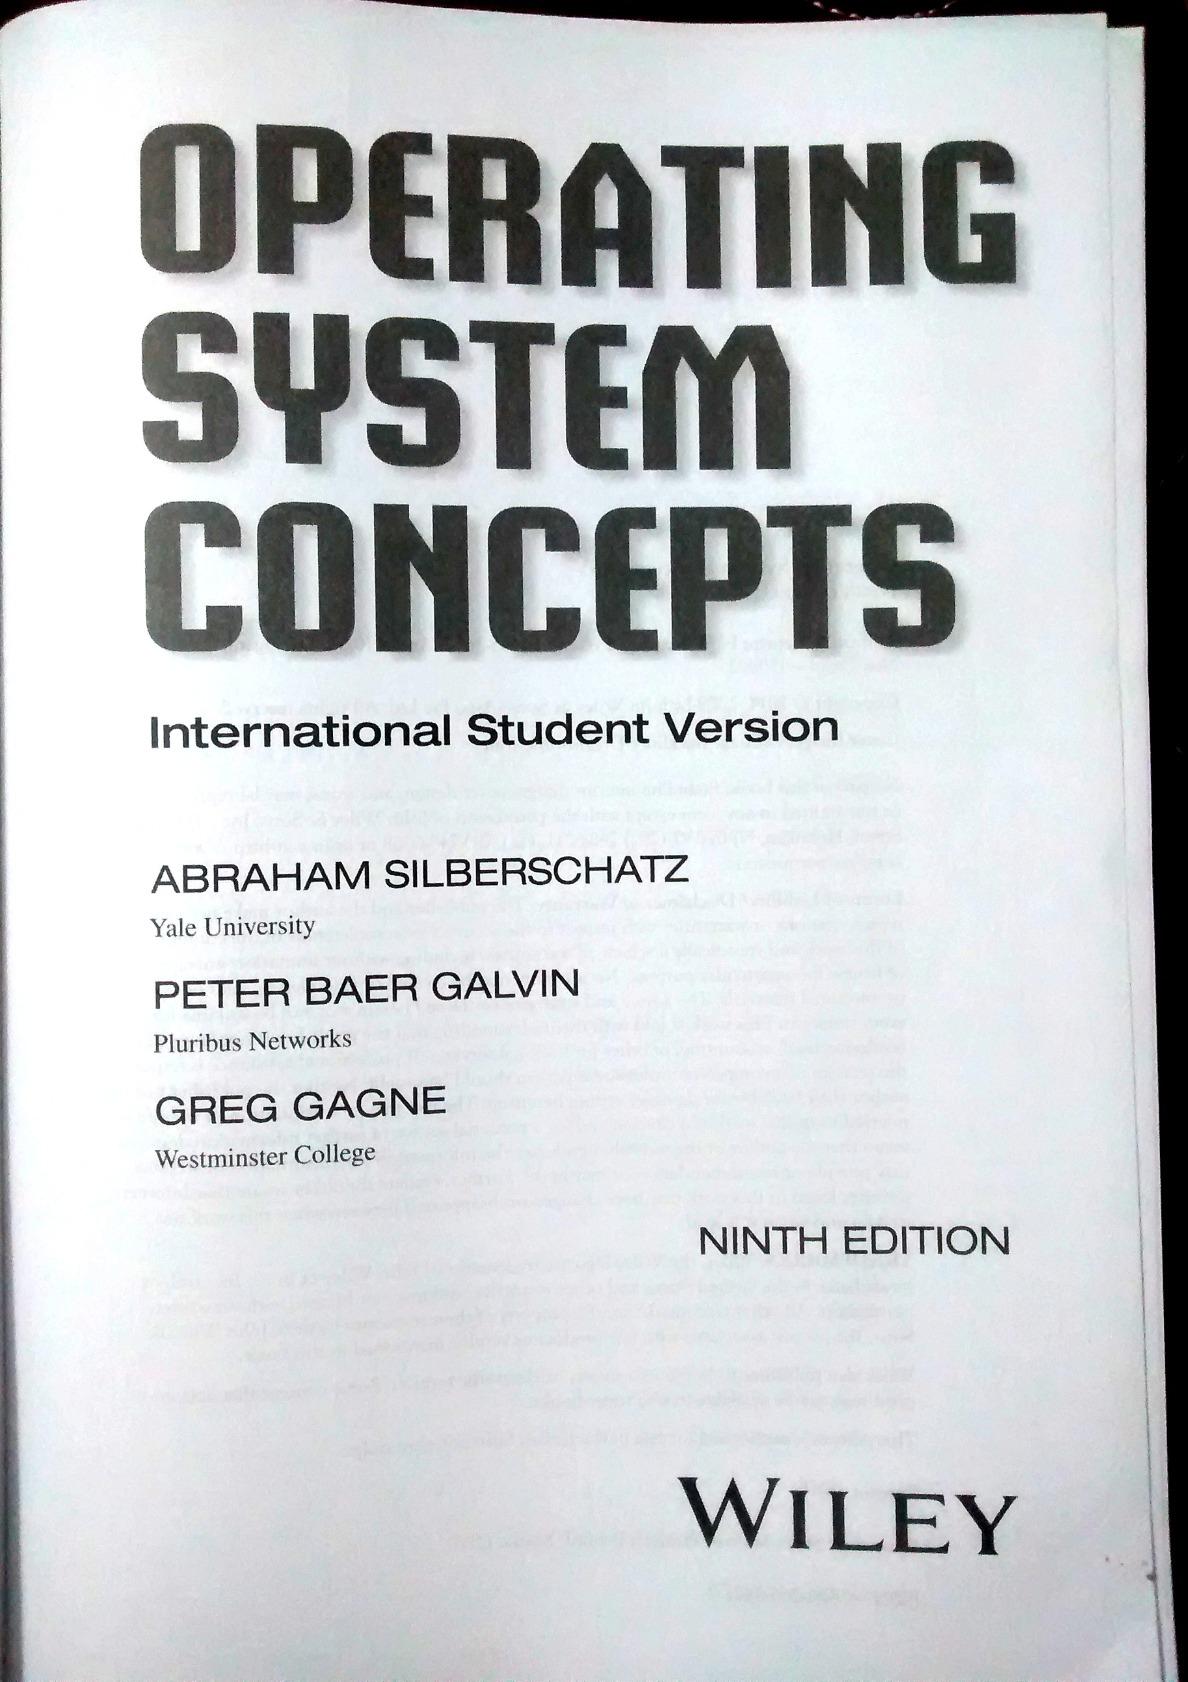 OPERATING
SYSTEM
CONCEPTS
International Student Version
ABRAHAM SILBERSCHATZ
Yale University
PETER BAER GALVIN
Pluribus Networks
GREG GAGNE
Westminster College
NINTH EDITION
WILEY